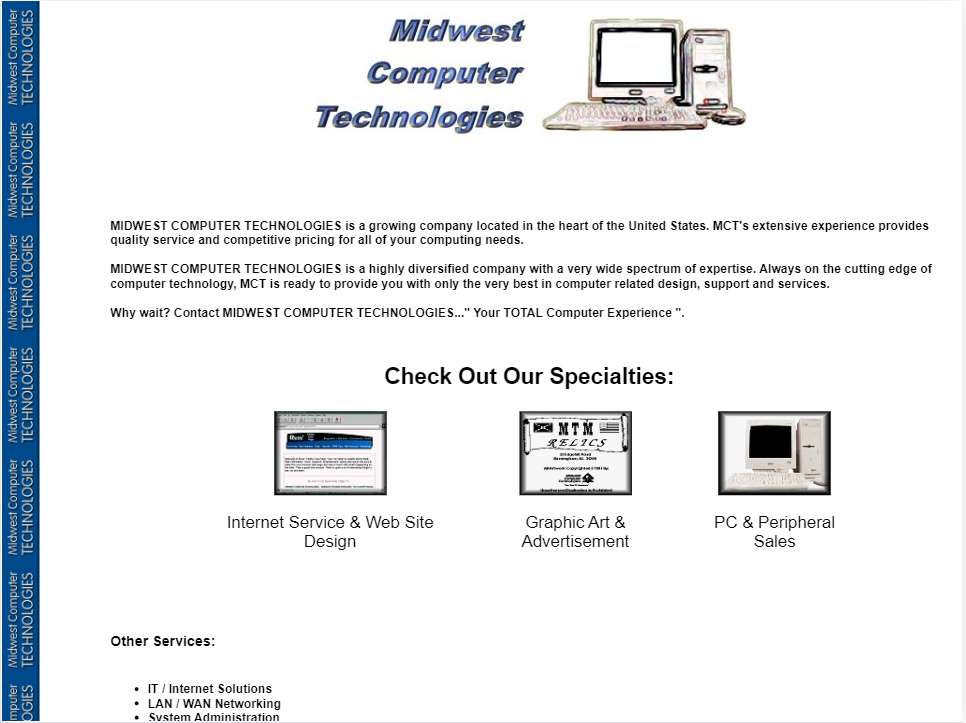 Midwest
Computer
Technologies
MIDWEST COMPUTER TECHNOLOGIES is a growing company located in the heart of the United States. MCT's extensive experience provides
quality service and competitive pricing for all of your computing needs.
MIDWEST COMPUTER TECHNOLOGIES is a highly diversified company with a very wide spectrum of expertise. Always on the cutting edge of
computer technology, MCT is ready to provide you with only the very best in computer related design, support and services.
Why wait? Contact MIDWEST COMPUTER TECHNOLOGIES..." Your TOTAL Computer Experience ".
Check Out Our Specialties:
MTM
RELICS
Internet Service & Web Site
Design
Graphic Art &
Advertisement
PC & Peripheral
Sales
Other Services:
IT / Internet Solutions
LAN / WAN Networking
System Administration
Midwest Computer
TECHNOLOGIES
Midwest Computer
TECHNOLOGIES
Midwest Computer
TECHNOLOGIES
Midwest Computer
TECHNOLOGIES
Midwest Computer
TECHNOLOGIES
Midwest Computer
TECHNOLOGIES
mputer
OGIES